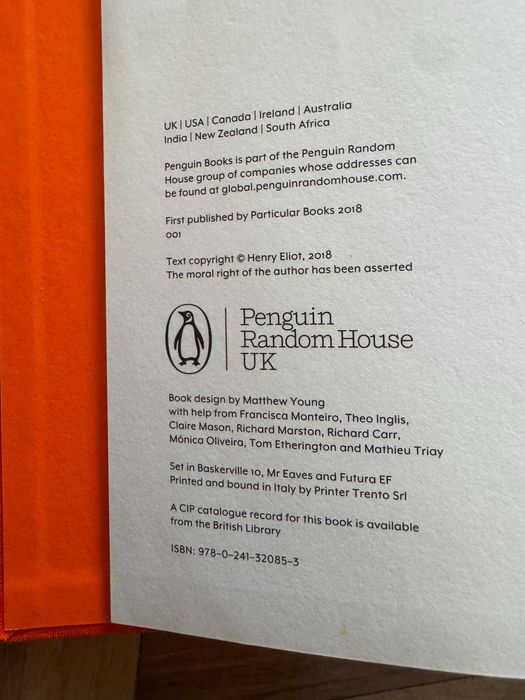 UK | USA | Canada | Ireland | Australia
India | New Zealand | South Africa
Penguin Books is part of the Penguin Random
House group of companies whose addresses can
be found at global.penguinrandomhouse.com.
First published by Particular Books 2018
001
Text copyright © Henry Eliot, 2018
The moral right of the author has been asserted
Penguin
Random House
UK
Book design by Matthew Young
with help from Francisca Monteiro, Theo Inglis,
Claire Mason, Richard Marston, Richard Carr,
Mónica Oliveira, Tom Etherington and Mathieu Triay
Set in Baskerville 10, Mr Eaves and Futura EF
Printed and bound in Italy by Printer Trento Srl
A CIP catalogue record for this book is available
from the British Library
ISBN: 978-0-241-32085-3